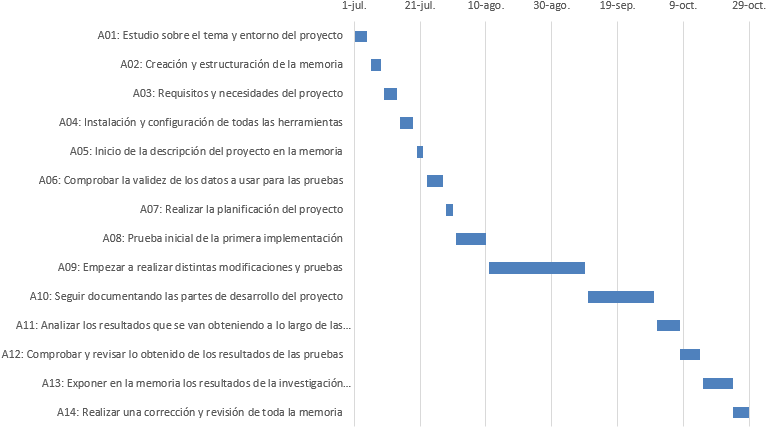 1-jul. 21-jul. 10-ago. 30-ago. 19-sep. 9-oct. 29-oct.
A01: Estudio sobre el tema y entorno del proyecto
A02: Creación y estructuración de la memoria
A03: Requisitos y necesidades del proyecto
A04: Instalación y configuración de todas las herramientas
A05: Inicio de la descripción del proyecto en la memoria
A06: Comprobar la validez de los datos a usar para las pruebas
A07: Realizar la planificación del proyecto
A08: Prueba inicial de la primera implementación
A09: Empezar a realizar distintas modificaciones y pruebas
A10: Seguir documentando las partes de desarrollo del proyecto
A11: Analizar los resultados que se van obteniendo a lo largo de las...
A12: Comprobar y revisar lo obtenido de los resultados de las pruebas
A13: Exponer en la memoria los resultados de la investigación...
A14: Realizar una corrección y revisión de toda la memoria